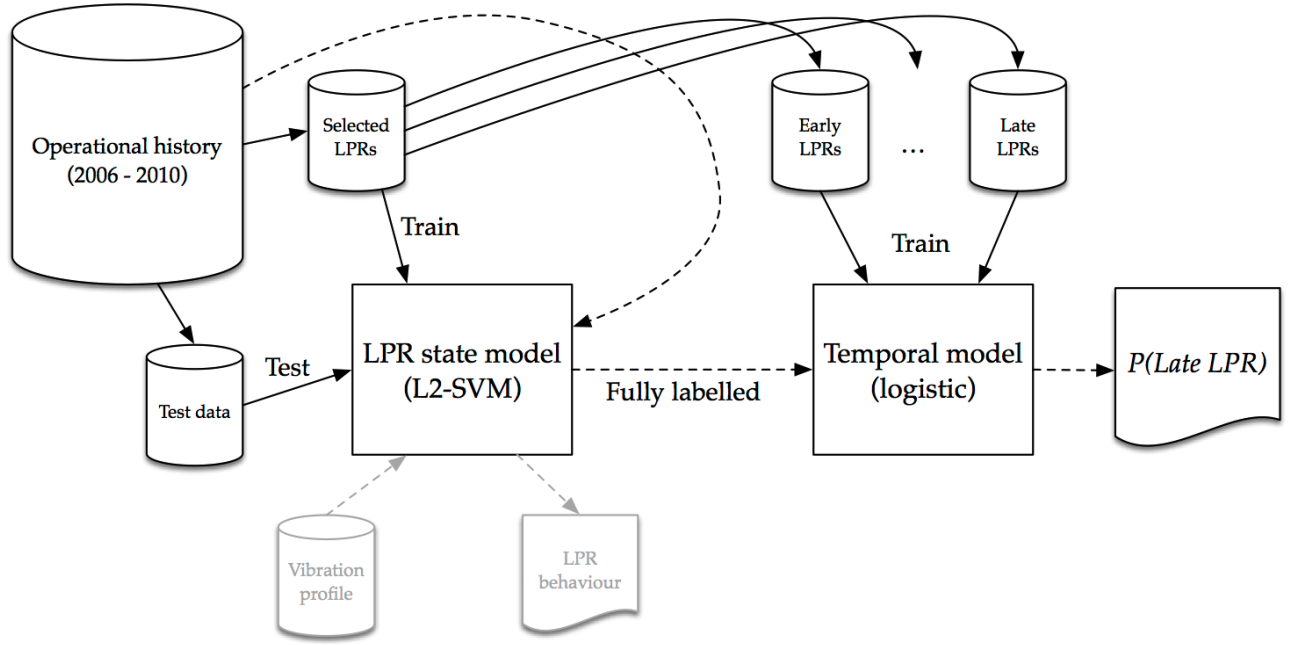 Operational history
(2006 - 2010)
Selected
LPRs
Early
LPRs
...
Late
LPRs
Train
Train
Test data
Test
LPR state model
(L2-SVM)
Fully labelled
Temporal model
(logistic)
P(Late LPR)
Vibration
profile
LPR
behaviour